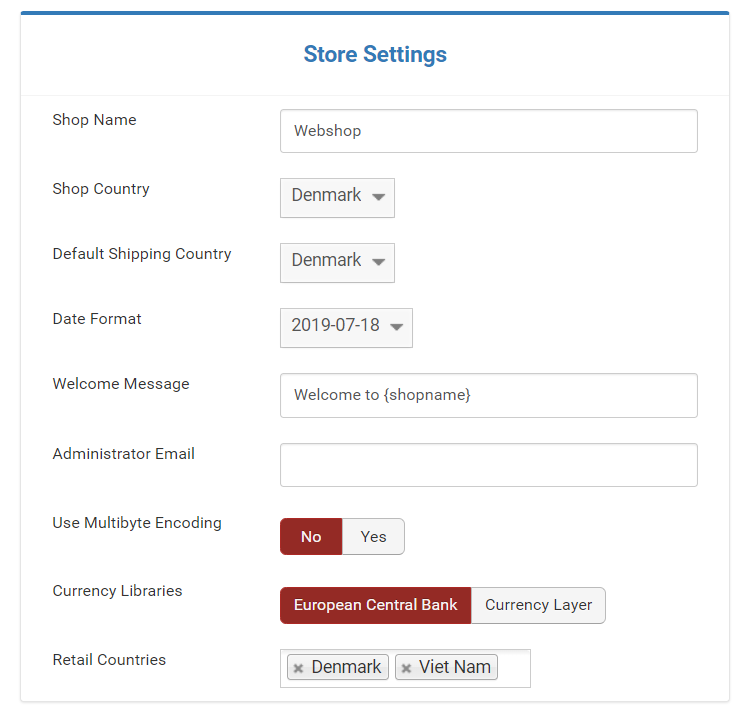 Store Settings
Shop Name
Webshop
Shop Country
Denmark
Default Shipping Country
Denmark
Date Format
2019-07-18
Welcome Message
Welcome to {shopname}
Administrator Email
Use Multibyte Encoding
No Yes
Currency Libraries
European Central Bank Currency Layer
Retail Countries
Denmark Viet Nam